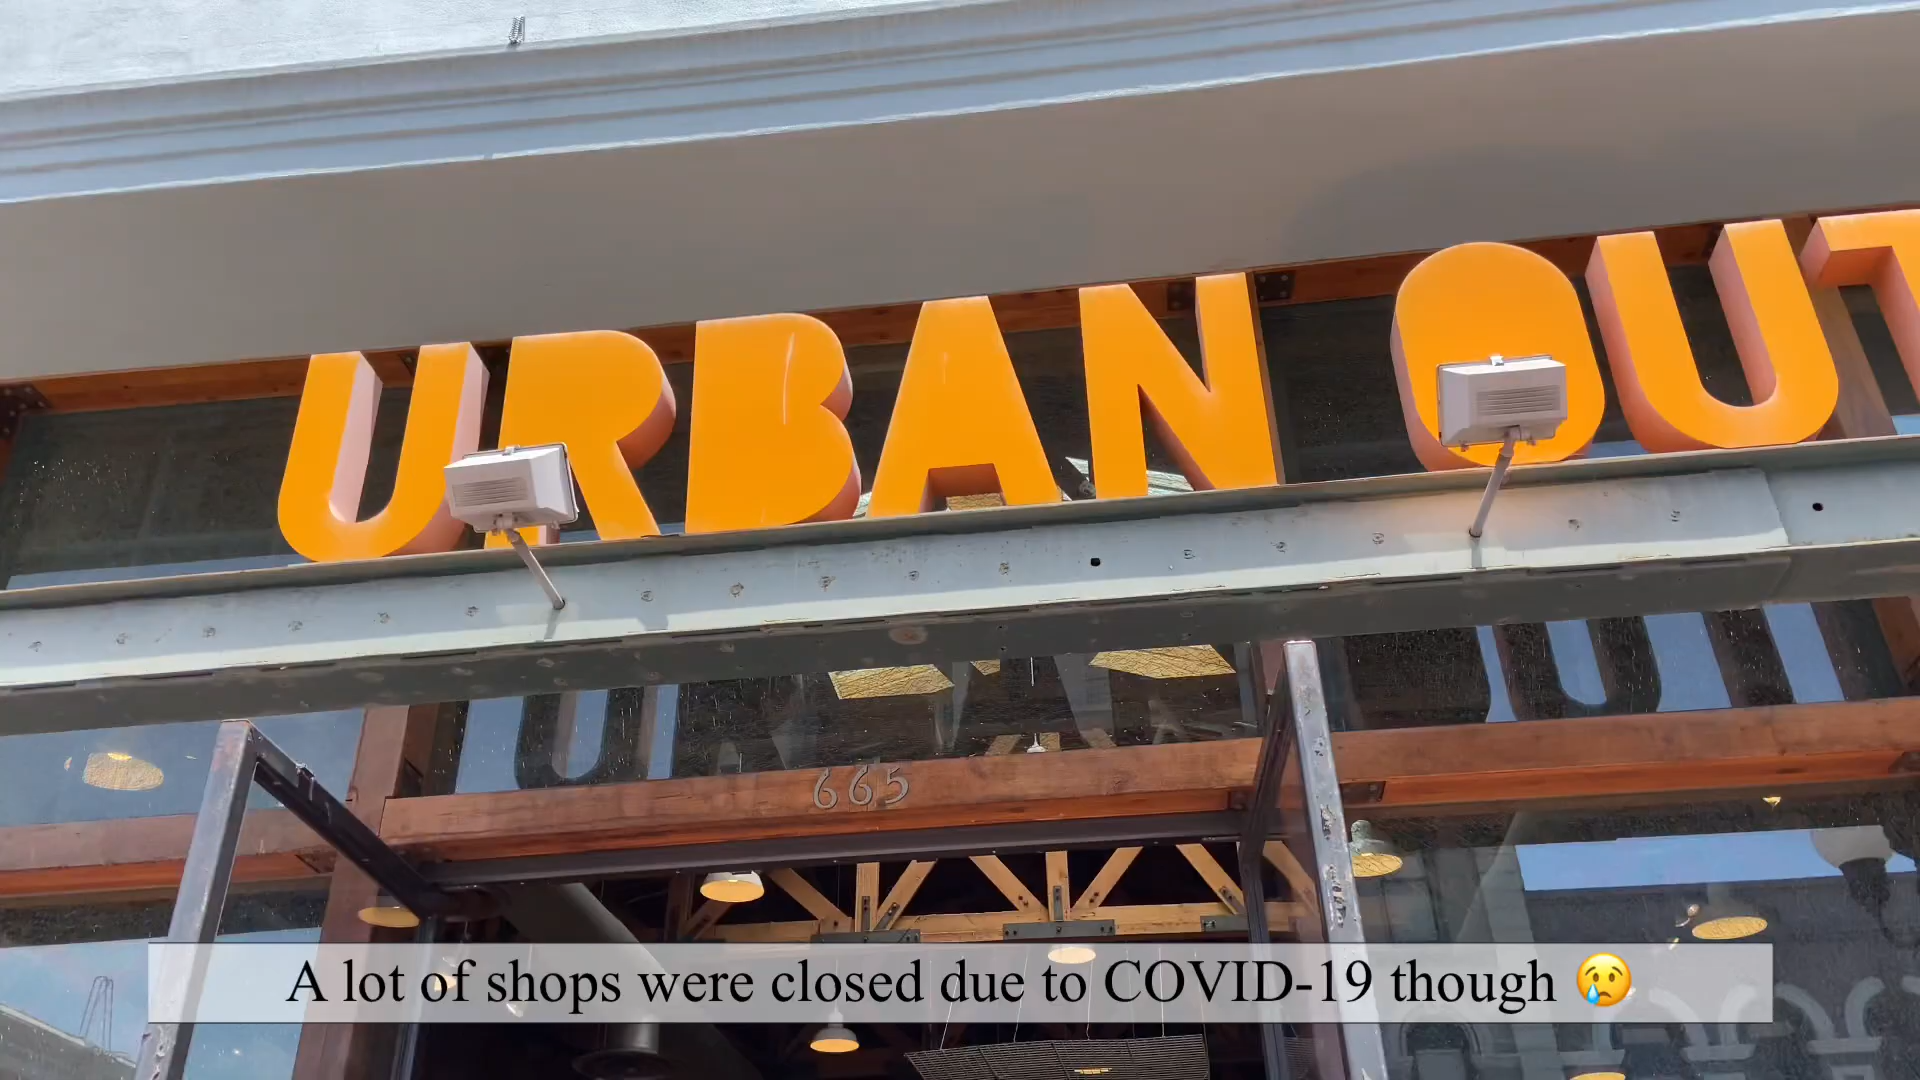 URBAN OUT
665
A lot of shops were closed due to COVID-19 though 😢